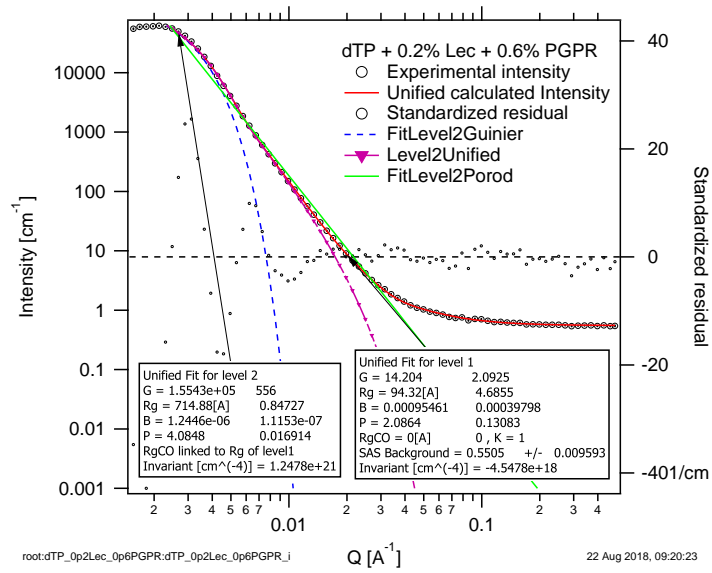 dTP + 0.2% Lec + 0.6% PGPR
Experimental intensity
Unified calculated Intensity
Standardized residual
FitLevel2Guinier
Level2Unified
FitLevel2Porod
10000
1000
100
10
1
0.1
0.01
0.001
Intensity [cm-1]
40
20
0
-20
-401/cm
Standardized residual
Unified Fit for level 2
G = 1.5543e+05 556
Rg = 714.88[A] 0.84727
B = 1.2446e-06 1.1153e-07
P = 4.0848 0.016914
RgCO linked to Rg of level1
Invariant [cm^(-4)] = 1.2478e+21
Unified Fit for level 1
G = 14.204 2.0925
Rg = 94.32[A] 4.6855
B = 0.00095461 0.00039798
P = 2.0864 0.13083
RgCO = 0[A] 0 , K = 1
SAS Background = 0.5505 +/- 0.009593
Invariant [cm^(-4)] = -4.5478e+18
2 3 4 5 6 7 0.01 2 3 4 5 6 7 0.1 2 3 4 5
Q [A-1]
root:dTP_0p2Lec_0p6PGPR:dTP_0p2Lec_0p6PGPR_i
22 Aug 2018, 09:20:23